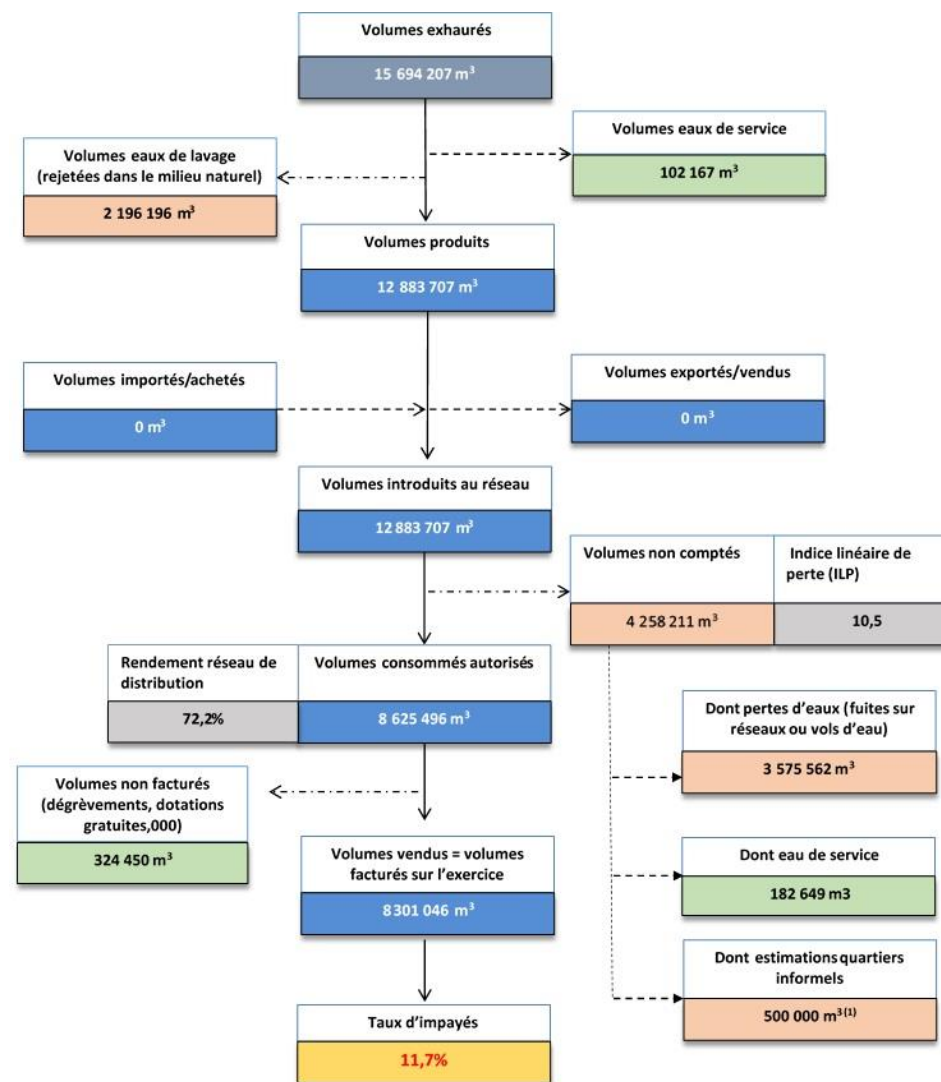 Volumes exhaurés
15 694 207 m³
Volumes eaux de service
102 167 m³
Volumes eaux de lavage
(rejetées dans le milieu naturel)
2 196 196 m³
Volumes produits
12 883 707 m³
Volumes importés/achetés
0 m³
Volumes exportés/vendus
0 m³
Volumes introduits au réseau
12 883 707 m³
Volumes non comptés
4 258 211 m³
Indice linéaire de
perte (ILP)
10,5
Rendement réseau de
distribution
72,2%
Volumes consommés autorisés
8 625 496 m³
Dont pertes d’eaux (fuites sur
réseaux ou vols d’eau)
3 575 562 m³
Volumes non facturés
(dégrèvements, dotations
gratuites,000)
324 450 m³
Volumes vendus = volumes
facturés sur l’exercice
8 301 046 m³
Dont eau de service
182 649 m3
Dont estimations quartiers
informels
500 000 m³⁽¹⁾
Taux d’impayés
11,7%